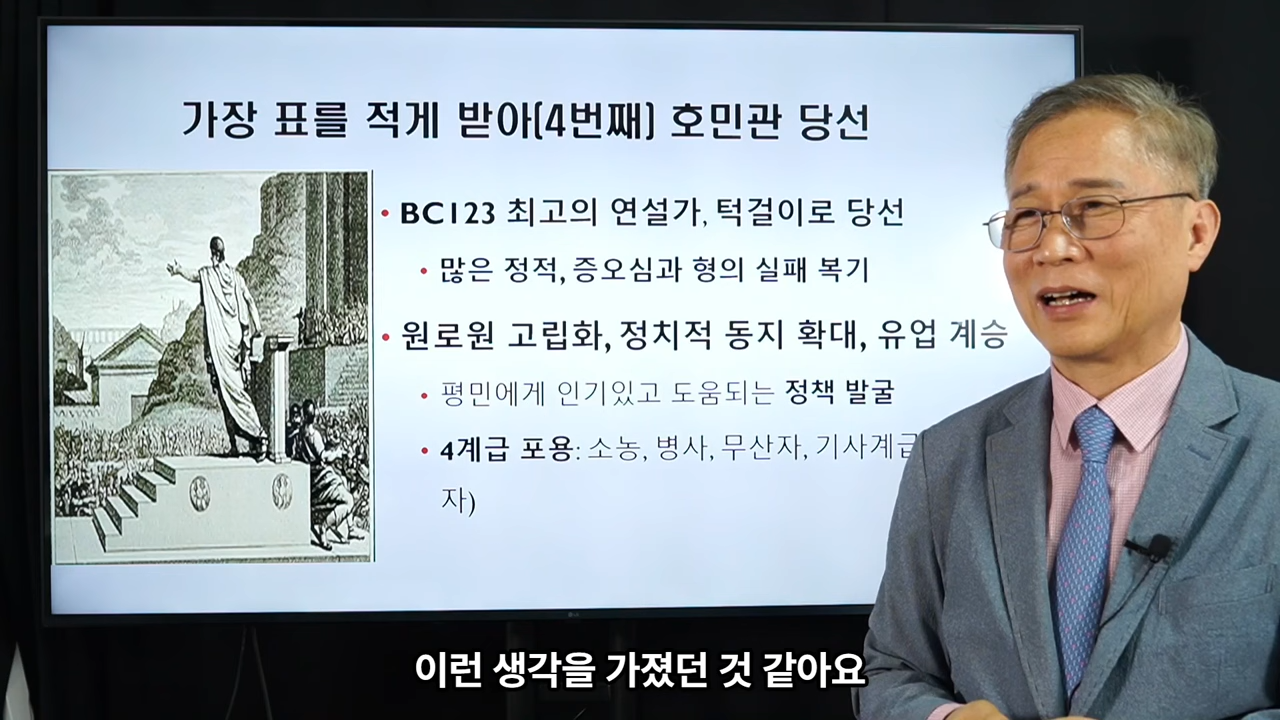 가장 표를 적게 받아(4번째) 호민관 당선
• BC123 최고의 연설가, 턱걸이로 당선
• 많은 정적, 증오심과 형의 실패 복기
• 원로원 고립화, 정치적 동지 확대, 유업 계승
• 평민에게 인기있고 도움되는 정책 발굴
• 4계급 포용: 소농, 병사, 무산자, 기사계급
자)
LG
이런 생각을 가졌던 것 같아요